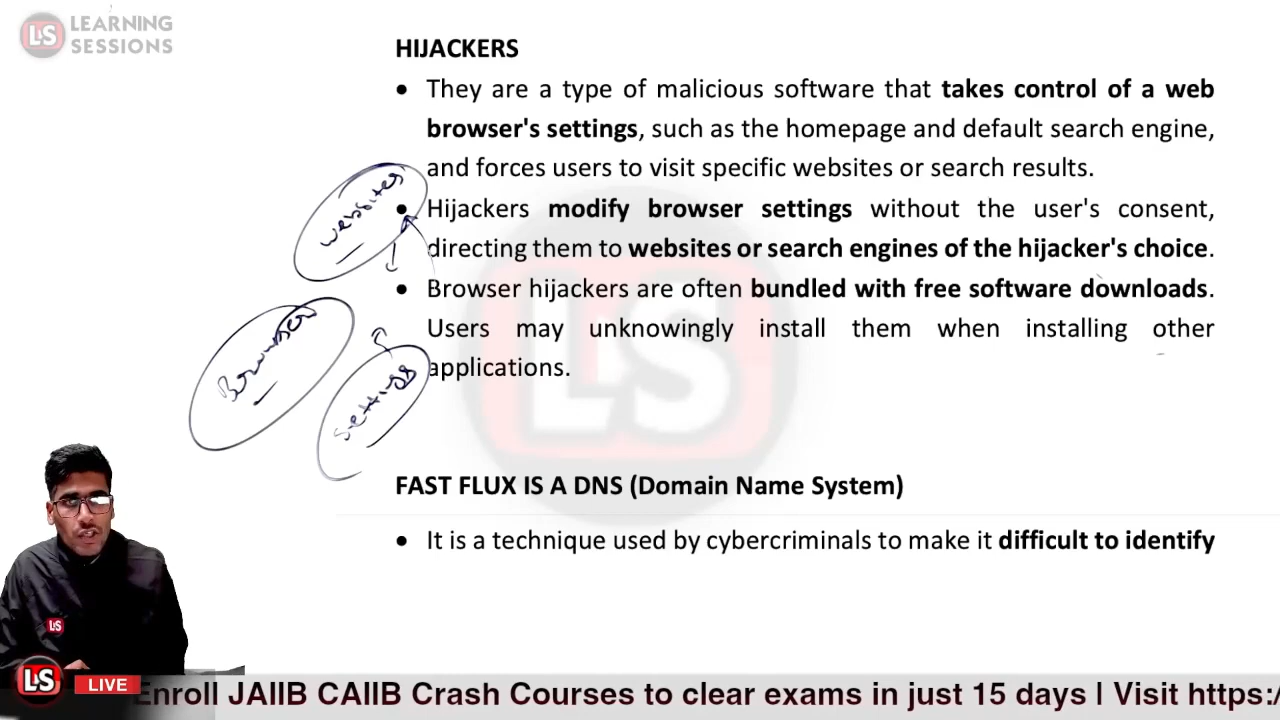 LS LEARNING
SESSIONS
HIJACKERS
• They are a type of malicious software that takes control of a web
browser's settings, such as the homepage and default search engine,
and forces users to visit specific websites or search results.
websites
• Hijackers modify browser settings without the user's consent,
directing them to websites or search engines of the hijacker's choice.
• Browser hijackers are often bundled with free software downloads.
Users may unknowingly install them when installing other
applications.
settings
LS
FAST FLUX IS A DNS (Domain Name System)
• It is a technique used by cybercriminals to make it difficult to identify
LS
LS LIVE Enroll JAIIB CAIIB Crash Courses to clear exams in just 15 days | Visit https:/